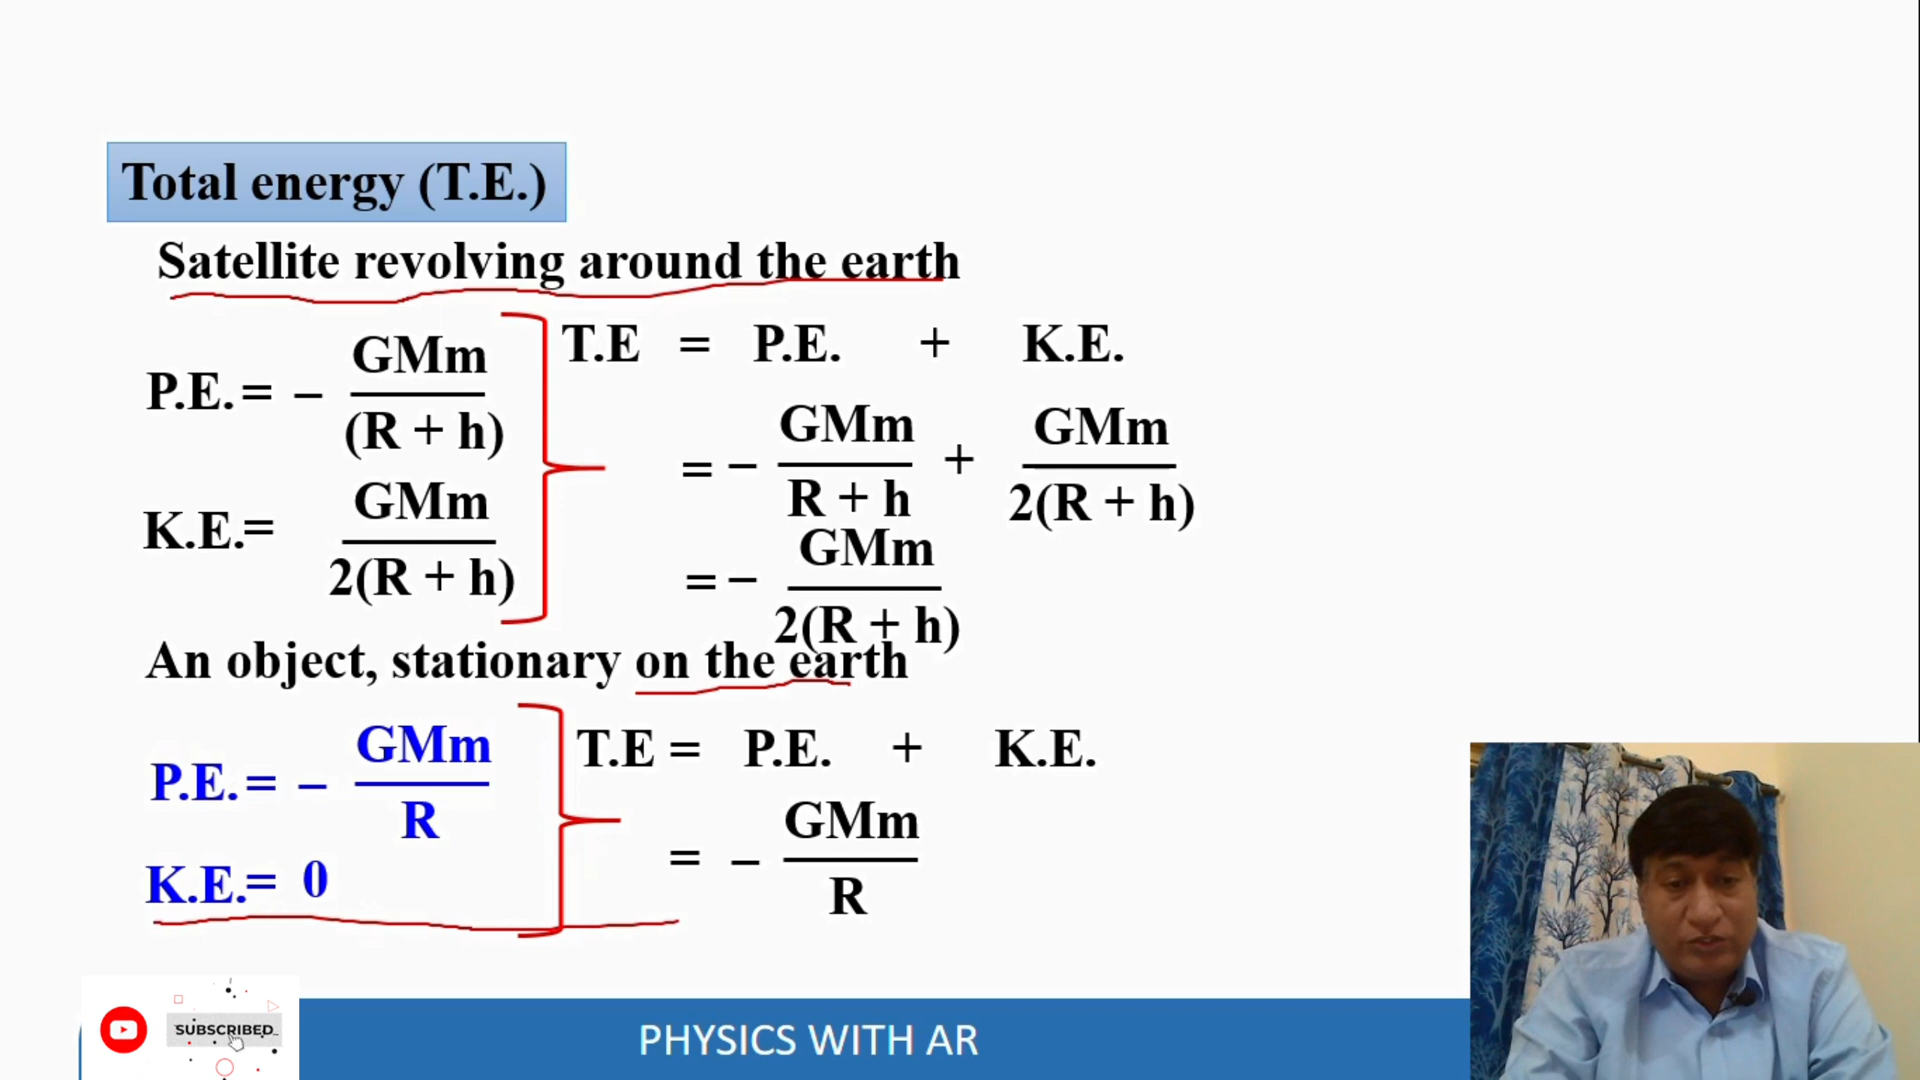 Total energy (T.E.)
Satellite revolving around the earth
P.E. = – GMm / (R + h)
K.E. = GMm / 2(R + h)
T.E = P.E. + K.E.
= – GMm / R + h + GMm / 2(R + h)
= – GMm / 2(R + h)
An object, stationary on the earth
P.E. = – GMm / R
K.E. = 0
T.E = P.E. + K.E.
= – GMm / R
SUBSCRIBED
PHYSICS WITH AR